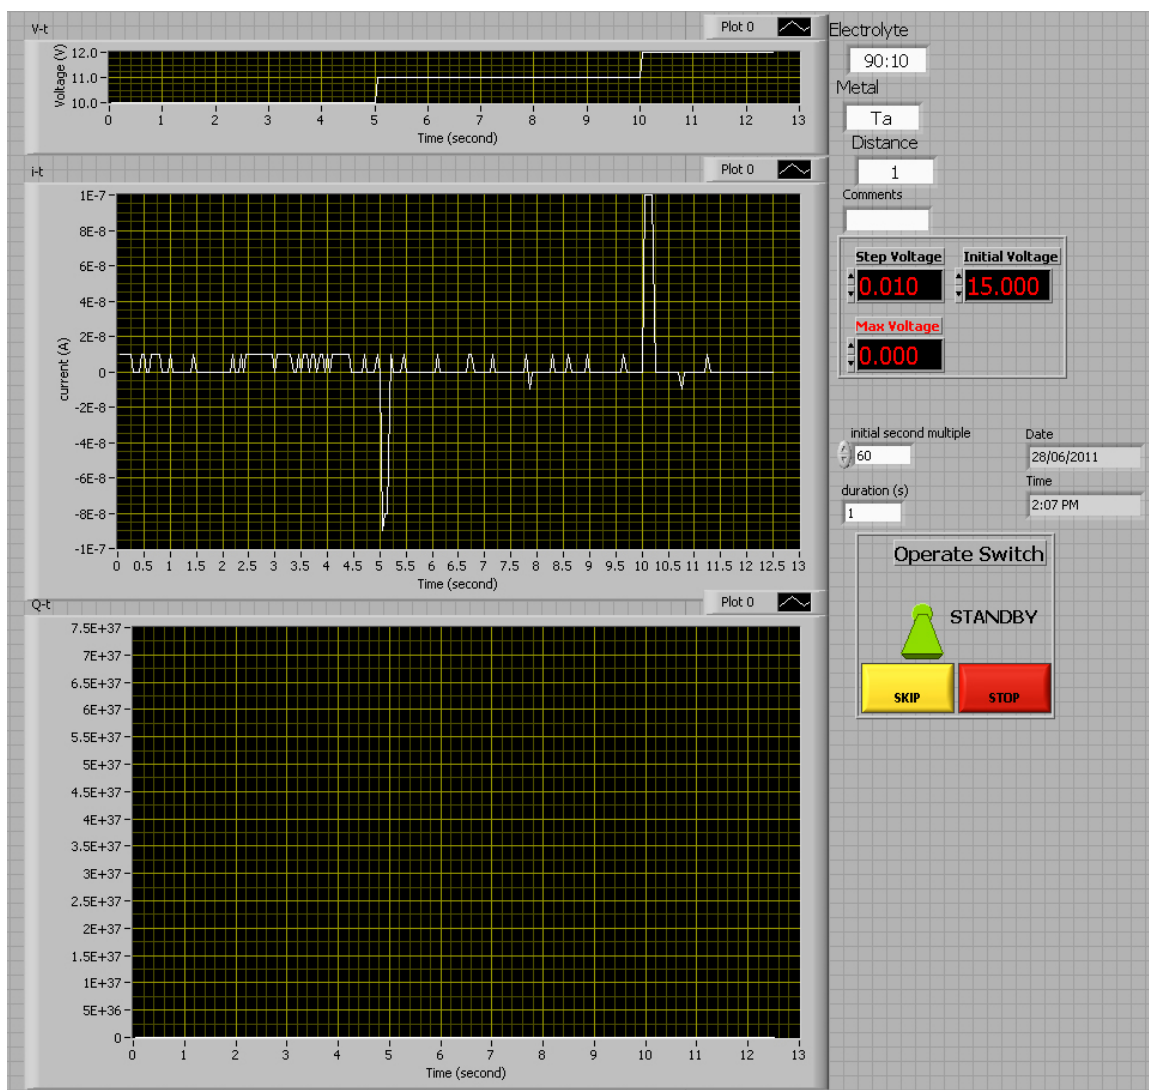 V-t
Plot 0
Voltage (V)
12.0
11.0
10.0
0 1 2 3 4 5 6 7 8 9 10 11 12 13
Time (second)
i-t
Plot 0
current (A)
1E-7
8E-8
6E-8
4E-8
2E-8
0
-2E-8
-4E-8
-6E-8
-8E-8
-1E-7
0 0.5 1 1.5 2 2.5 3 3.5 4 4.5 5 5.5 6 6.5 7 7.5 8 8.5 9 9.5 10 10.5 11 11.5 12 12.5 13
Time (second)
Q-t
Plot 0
7.5E+37
7E+37
6.5E+37
6E+37
5.5E+37
5E+37
4.5E+37
4E+37
3.5E+37
3E+37
2.5E+37
2E+37
1.5E+37
1E+37
5E+36
0
0 1 2 3 4 5 6 7 8 9 10 11 12 13
Time (second)
Electrolyte
90:10
Metal
Ta
Distance
1
Comments
Step Voltage Initial Voltage
0.010 15.000
Max Voltage
0.000
initial second multiple
60
Date
28/06/2011
duration (s)
1
Time
2:07 PM
Operate Switch
STANDBY
SKIP STOP